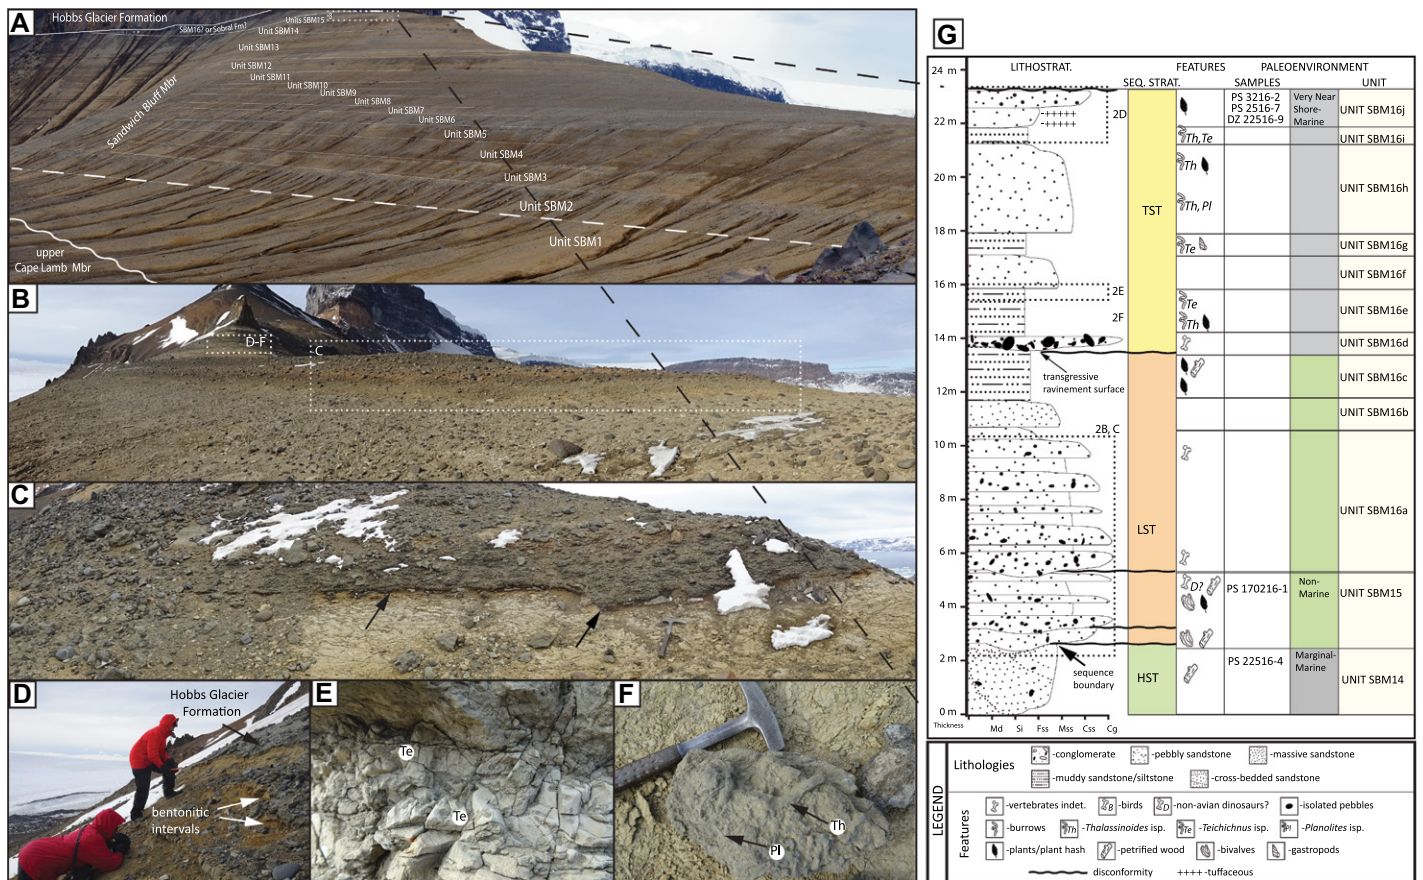 A
Hobbs Glacier Formation
SBM16? or Sobral Fm?
Units SBM15
Unit SBM14
Unit SBM13
Unit SBM12
Unit SBM11
Unit SBM10
Unit SBM9
Unit SBM8
Unit SBM7
Unit SBM6
Unit SBM5
Unit SBM4
Unit SBM3
Unit SBM2
Unit SBM1
Sandwich Bluff Mbr
upper
Cape Lamb Mbr
B
D-F
C
C
D
Hobbs Glacier
Formation
bentonitic
intervals
E
Te
Te
F
Th
Pl
G
LITHOSTRAT.
SEQ. STRAT.
FEATURES
PALEOENVIRONMENT
SAMPLES
UNIT
24 m
22 m
20 m
18 m
16 m
14 m
12m
10 m
8 m
6 m
4 m
2 m
0 m
Thickness
Md Si Fss Mss Css Cg
2D
2E
2F
2B, C
transgressive
ravinement surface
sequence
boundary
TST
LST
HST
Th, Te
Th
Th, Pl
Te
Te
Th
D?
PS 3216-2
PS 2516-7
DZ 22516-9
PS 170216-1
PS 22516-4
Very Near
Shore-
Marine
Non-
Marine
Marginal-
Marine
UNIT SBM16j
UNIT SBM16i
UNIT SBM16h
UNIT SBM16g
UNIT SBM16f
UNIT SBM16e
UNIT SBM16d
UNIT SBM16c
UNIT SBM16b
UNIT SBM16a
UNIT SBM15
UNIT SBM14
LEGEND
Lithologies
-conglomerate -pebbly sandstone -massive sandstone
-muddy sandstone/siltstone -cross-bedded sandstone
Features
-vertebrates indet. B -birds D -non-avian dinosaurs? -isolated pebbles
-burrows Th -Thalassinoides isp. Te -Teichichnus isp. Pl -Planolites isp.
-plants/plant hash -petrified wood -bivalves -gastropods
disconformity ++++ -tuffaceous